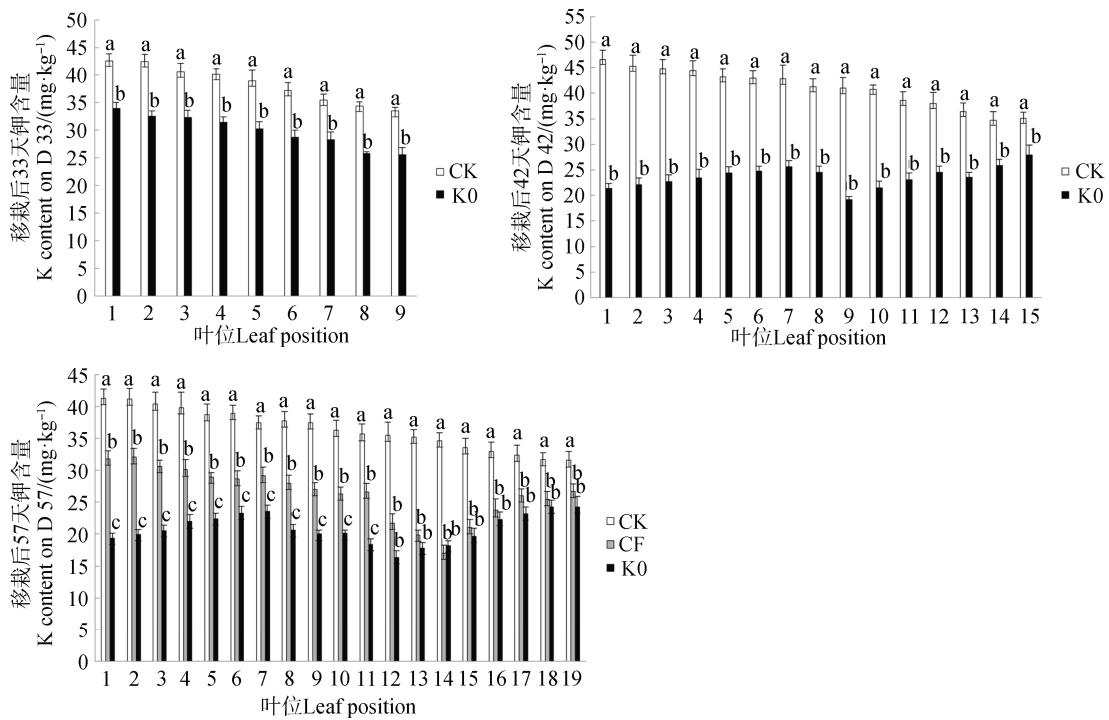 移栽后33天钾含量
K content on D 33/(mg·kg⁻¹)
50
45
40
35
30
25
20
15
10
5
0
a a a a a a a a a
b b b b b b b b b
1 2 3 4 5 6 7 8 9
叶位Leaf position
CK
K0
移栽后42天钾含量
K content on D 42/(mg·kg⁻¹)
55
50
45
40
35
30
25
20
15
10
5
0
a a a a a a a a a a a a a a a
b b b b b b b b b b b b b b b
1 2 3 4 5 6 7 8 9 10 11 12 13 14 15
叶位Leaf position
CK
K0
移栽后57天钾含量
K content on D 57/(mg·kg⁻¹)
45
40
35
30
25
20
15
10
5
0
a a a a a a a a a a a a a a a a a a a
b b b b b b b b b b b b b b b b b b b
c c c c c c c c c c c b b b b b b b b
1 2 3 4 5 6 7 8 9 10 11 12 13 14 15 16 17 18 19
叶位Leaf position
CK
CF
K0